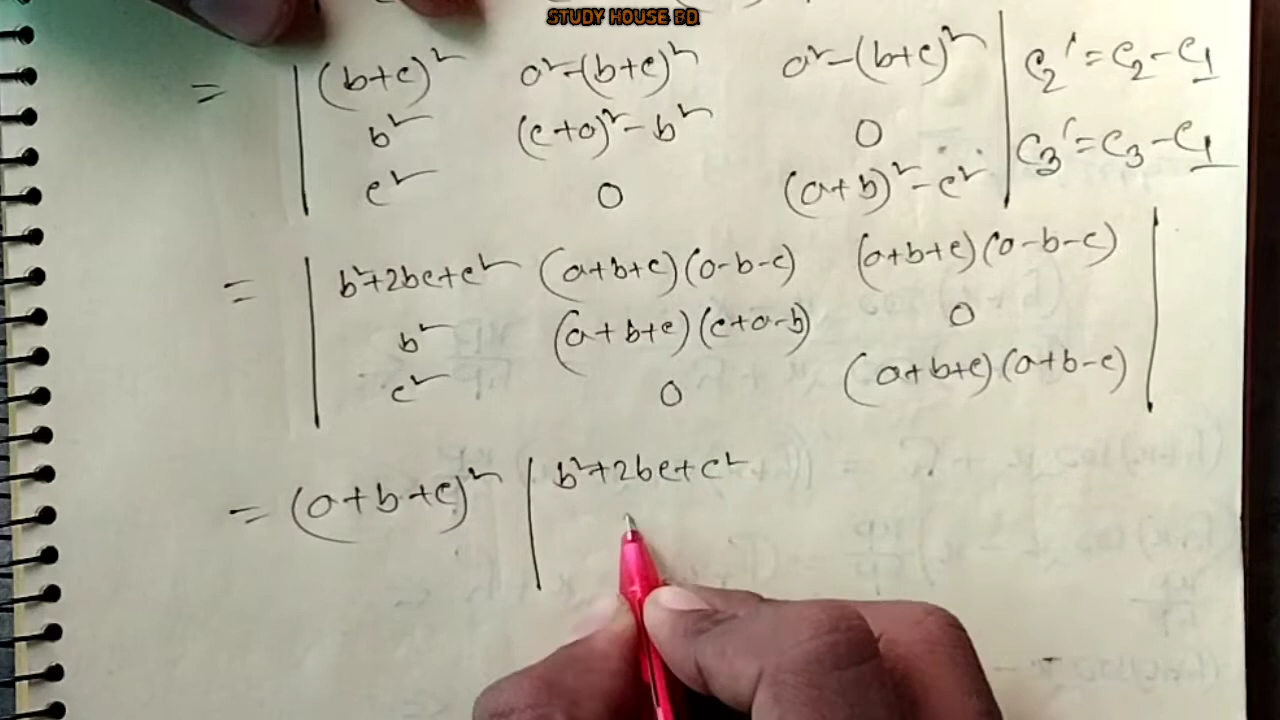 STUDY HOUSE BD
= | (b+c)² a²-(b+c)² a²-(b+c)² | C₂′=C₂-C₁
b² (c+a)²-b² 0 C₃′=C₃-C₁
c² 0 (a+b)²-c²
= | b²+2bc+c² (a+b+c)(a-b-c) (a+b+c)(a-b-c) |
b² (a+b+c)(c+a-b) 0
c² 0 (a+b+c)(a+b-c)
= (a+b+c)² | b²+2bc+c²